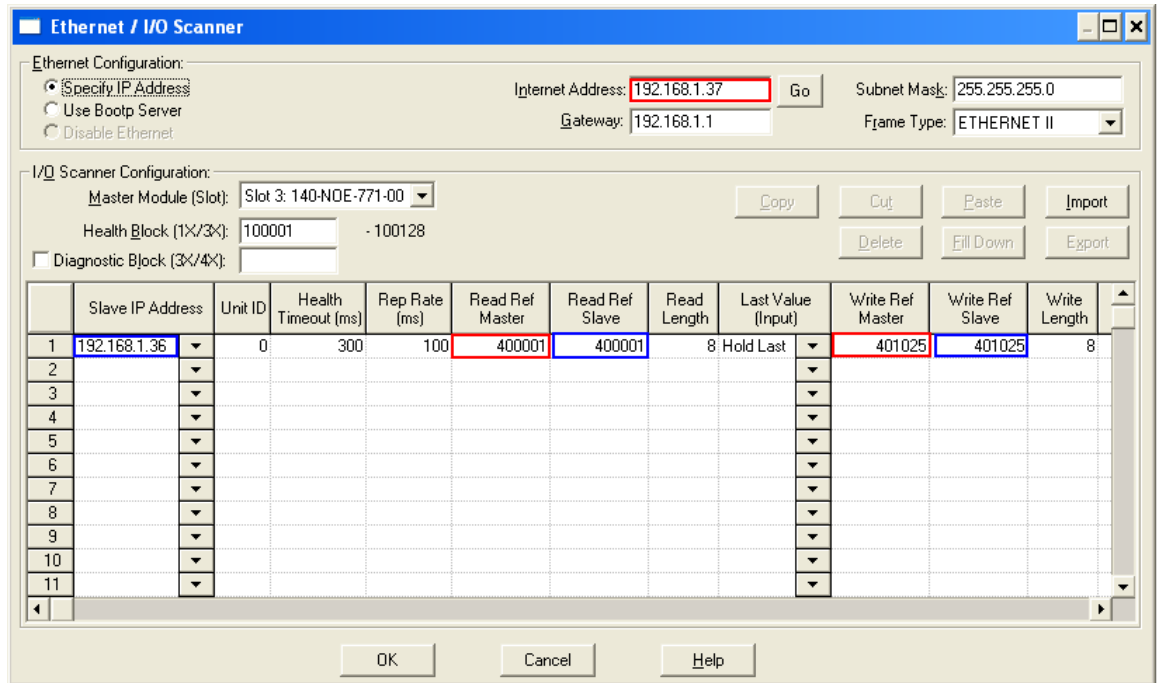 Ethernet / I/O Scanner
Ethernet Configuration:
Specify IP Address
Use Bootp Server
Disable Ethernet
Internet Address: 192.168.1.37 Go
Gateway: 192.168.1.1
Subnet Mask: 255.255.255.0
Frame Type: ETHERNET II
I/O Scanner Configuration:
Master Module (Slot): Slot 3: 140-NOE-771-00
Health Block (1X/3X): 100001 - 100128
Diagnostic Block (3X/4X):
Copy Cut Paste Import
Delete Fill Down Export
Slave IP Address Unit ID Health Timeout (ms) Rep Rate (ms) Read Ref Master Read Ref Slave Read Length Last Value (Input) Write Ref Master Write Ref Slave Write Length
1 192.168.1.36 0 300 100 400001 400001 8 Hold Last 401025 401025 8
2
3
4
5
6
7
8
9
10
11
OK Cancel Help